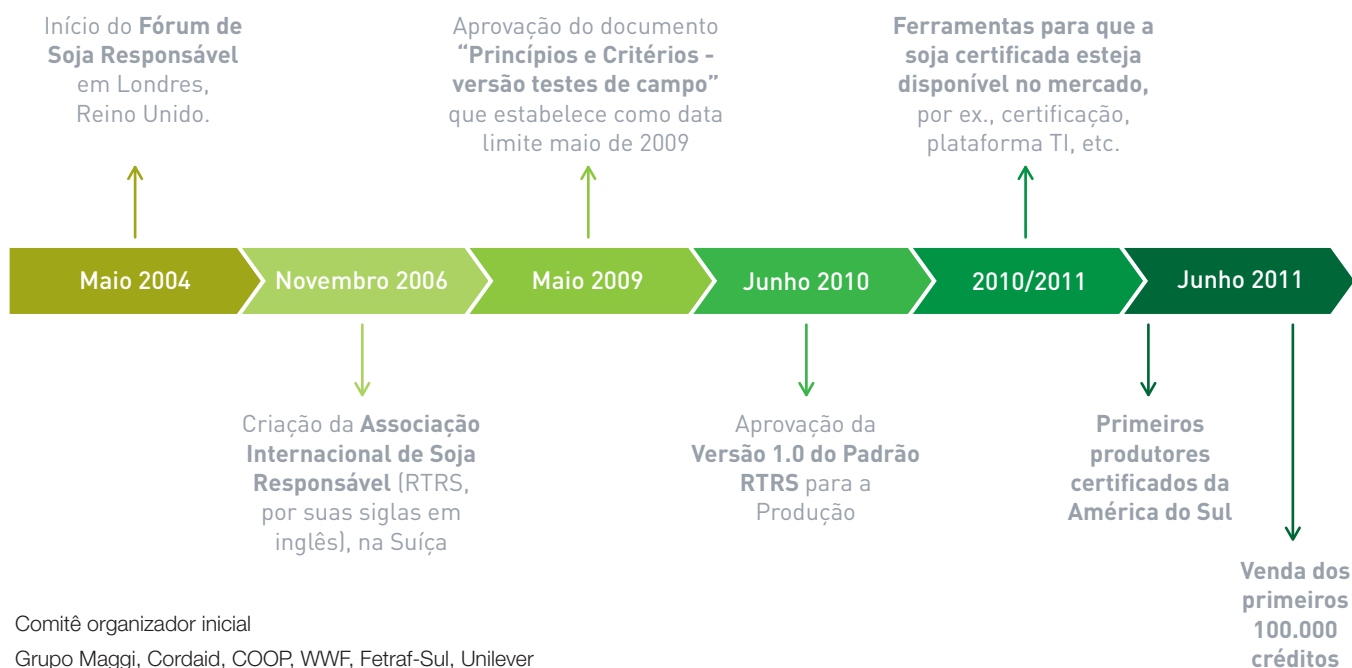 Início do Fórum de
Soja Responsável
em Londres,
Reino Unido.
Aprovação do documento
“Princípios e Critérios -
versão testes de campo”
que estabelece como data
limite maio de 2009
Ferramentas para que a
soja certificada esteja
disponível no mercado,
por ex., certificação,
plataforma TI, etc.
Maio 2004
Novembro 2006
Maio 2009
Junho 2010
2010/2011
Junho 2011
Criação da Associação
Internacional de Soja
Responsável (RTRS,
por suas siglas em
inglês), na Suíça
Aprovação da
Versão 1.0 do Padrão
RTRS para a
Produção
Primeiros
produtores
certificados da
América do Sul
Venda dos
primeiros
100.000
créditos
Comitê organizador inicial
Grupo Maggi, Cordaid, COOP, WWF, Fetraf-Sul, Unilever